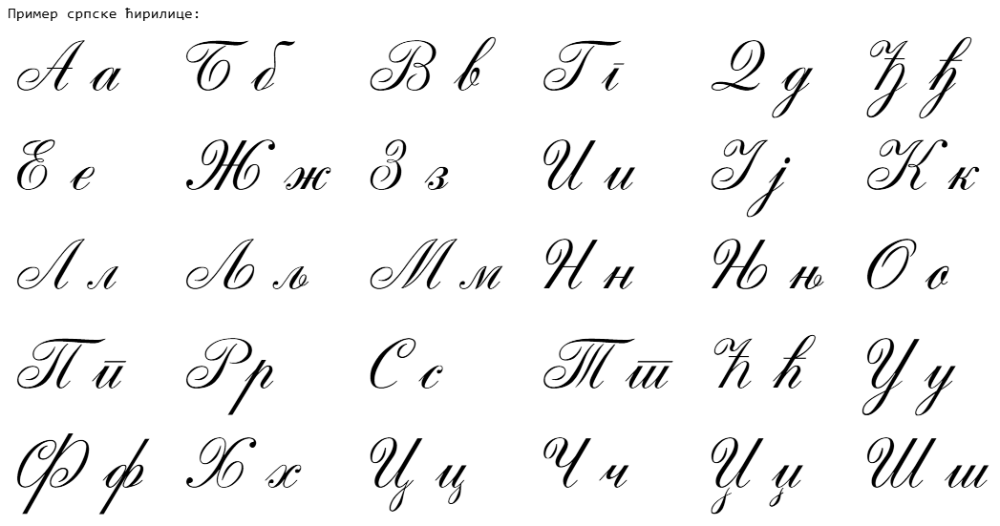 Пример српске ћирилице:
А а Б б В в Г г Д д Ђ ђ
Е е Ж ж З з И и Ј ј К к
Л л Љ љ М м Н н Њ њ О о
П п Р р С с Т т Ћ ћ У у
Ф ф Х х Ц ц Ч ч Џ џ Ш ш